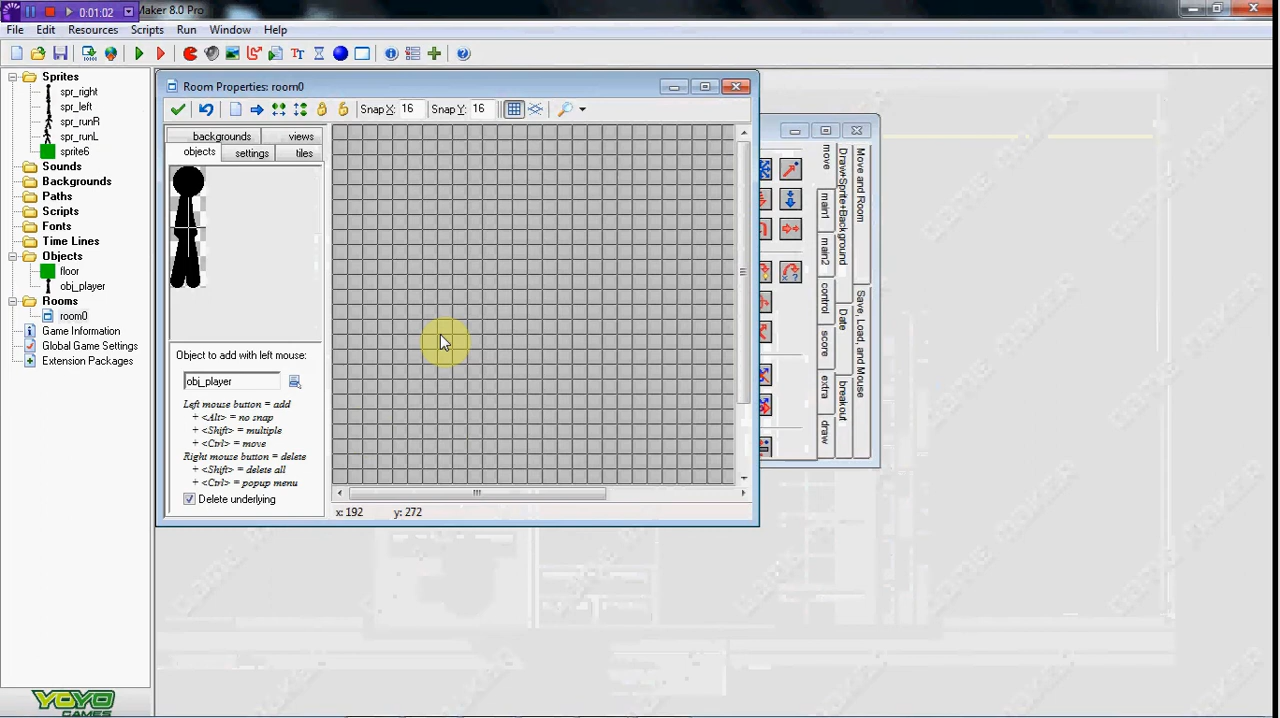 0:01:02
Maker 8.0 Pro
File Edit Resources Scripts Run Window Help
Sprites
spr_right
spr_left
spr_runR
spr_runL
sprite6
Sounds
Backgrounds
Paths
Scripts
Fonts
Time Lines
Objects
floor
obj_player
Rooms
room0
Game Information
Global Game Settings
Extension Packages
YOYO
GAMES
Room Properties: room0
Snap X: 16 Snap Y: 16
backgrounds views
objects settings tiles
Object to add with left mouse:
obj_player
Left mouse button = add
+ <Alt> = no snap
+ <Shift> = multiple
+ <Ctrl> = move
Right mouse button = delete
+ <Shift> = delete all
+ <Ctrl> = popup menu
Delete underlying
x: 192 y: 272
move
main1
main2
control
score
extra
draw
Draw+Sprite+Background
Date
breakout
Move and Room
Save, Load, and Mouse
GAME MAKER